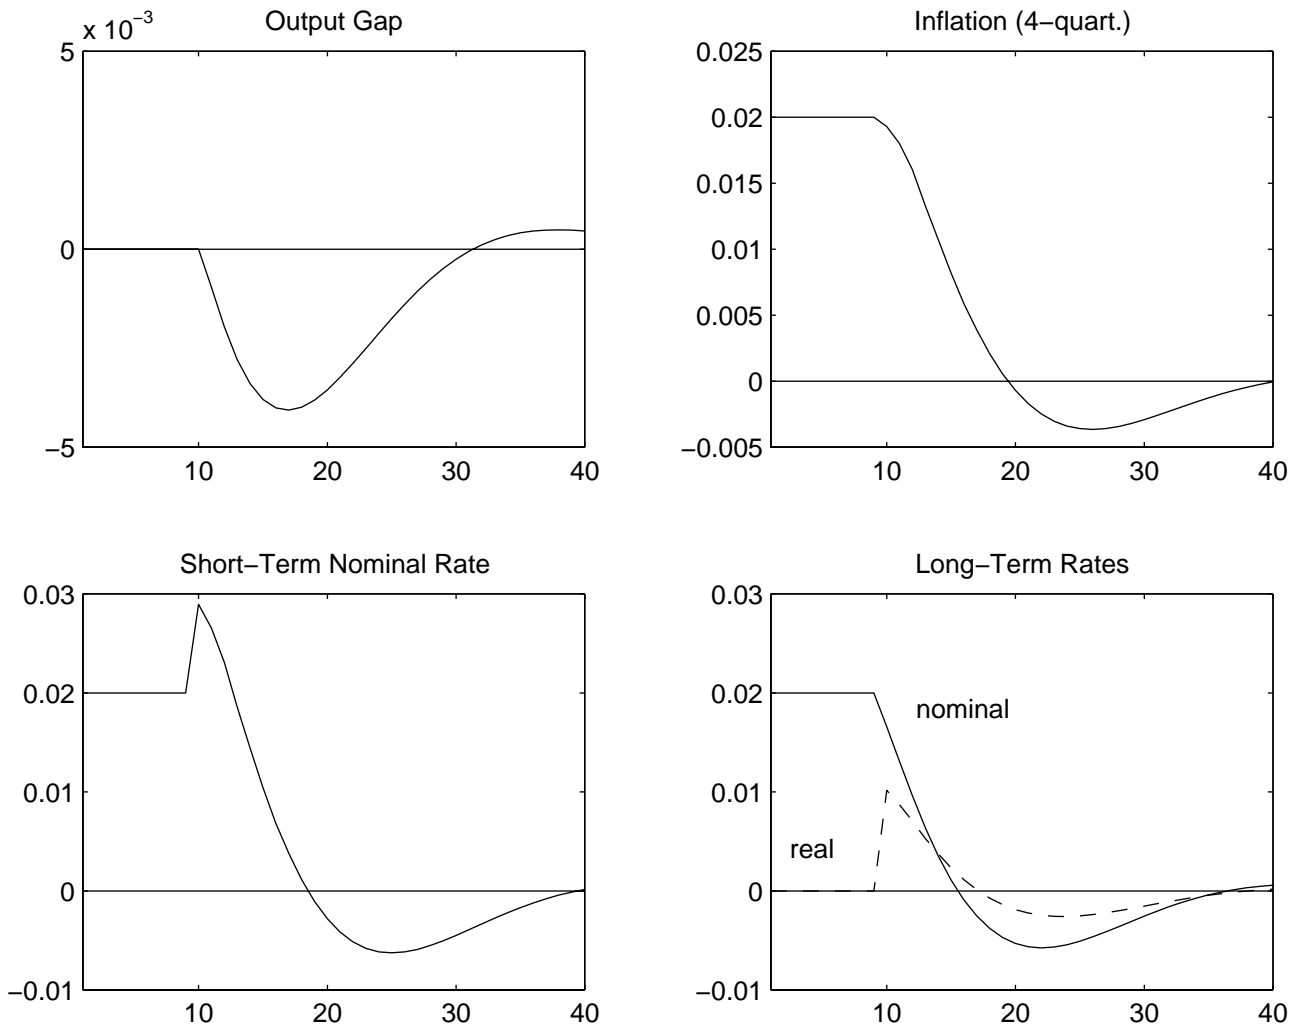 Output Gap
x 10−3
5
0
−5
10 20 30 40
Inflation (4−quart.)
0.025
0.02
0.015
0.01
0.005
0
−0.005
10 20 30 40
Short−Term Nominal Rate
0.03
0.02
0.01
0
−0.01
10 20 30 40
Long−Term Rates
0.03
0.02
nominal
0.01
real
0
−0.01
10 20 30 40